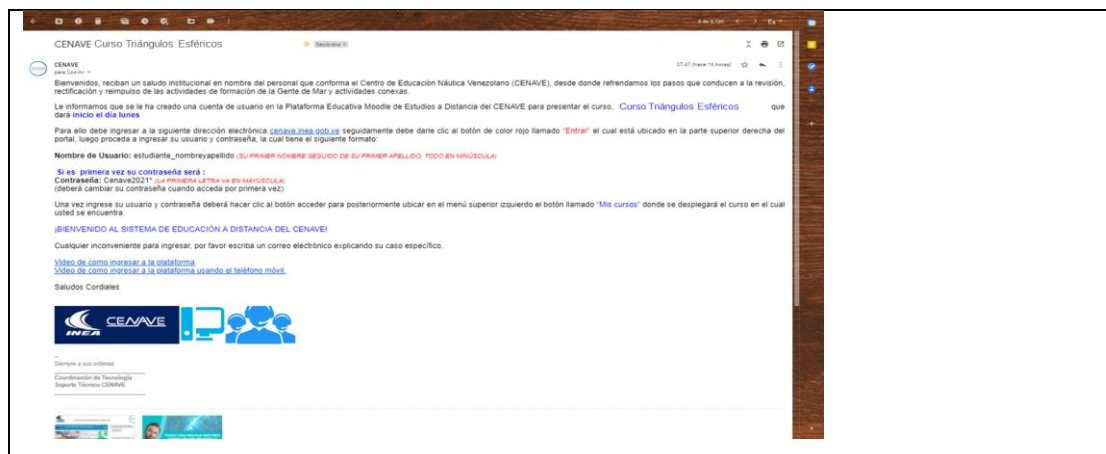 3 de 3,199
CENAVE Curso Triángulos Esféricos
Recibidos ×
CENAVE
07:47 (hace 16 horas)
Bienvenidos, reciban un saludo institucional en nombre del personal que conforma el Centro de Educación Náutica Venezolano (CENAVE), desde donde refrendamos los pasos que conducen a la revisión,
rectificación y reimpulso de las actividades de formación de la Gente de Mar y actividades conexas.
Le informamos que se le ha creado una cuenta de usuario en la Plataforma Educativa Moodle de Estudios a Distancia del CENAVE para presentar el curso, Curso Triángulos Esféricos que
dará inicio el día lunes
Para ello debe ingresar a la siguiente dirección electrónica cenave.inea.gob.ve seguidamente debe darle clic al botón de color rojo llamado "Entrar" el cual está ubicado en la parte superior derecha del
portal, luego proceda a ingresar su usuario y contraseña, la cual tiene el siguiente formato:
Nombre de Usuario: estudiante_nombreyapellido (SU PRIMER NOMBRE SEGUIDO DE SU PRIMER APELLIDO, TODO EN MINÚSCULA)
Si es primera vez su contraseña será :
Contraseña: Cenave2021* (LA PRIMERA LETRA VA EN MAYÚSCULA)
(deberá cambiar su contraseña cuando acceda por primera vez)
Una vez ingrese su usuario y contraseña deberá hacer clic al botón acceder para posteriormente ubicar en el menú superior izquierdo el botón llamado "Mis cursos" donde se desplegará el curso en el cual
usted se encuentra.
¡BIENVENIDO AL SISTEMA DE EDUCACIÓN A DISTANCIA DEL CENAVE!
Cualquier inconveniente para ingresar, por favor escriba un correo electrónico explicando su caso específico.
Video de como ingresar a la plataforma.
Video de como ingresar a la plataforma usando el teléfono móvil.
Saludos Cordiales
INEA CENAVE
--
Siempre a sus ordenes
Coordinación de Tecnología
Soporte Técnico CENAVE